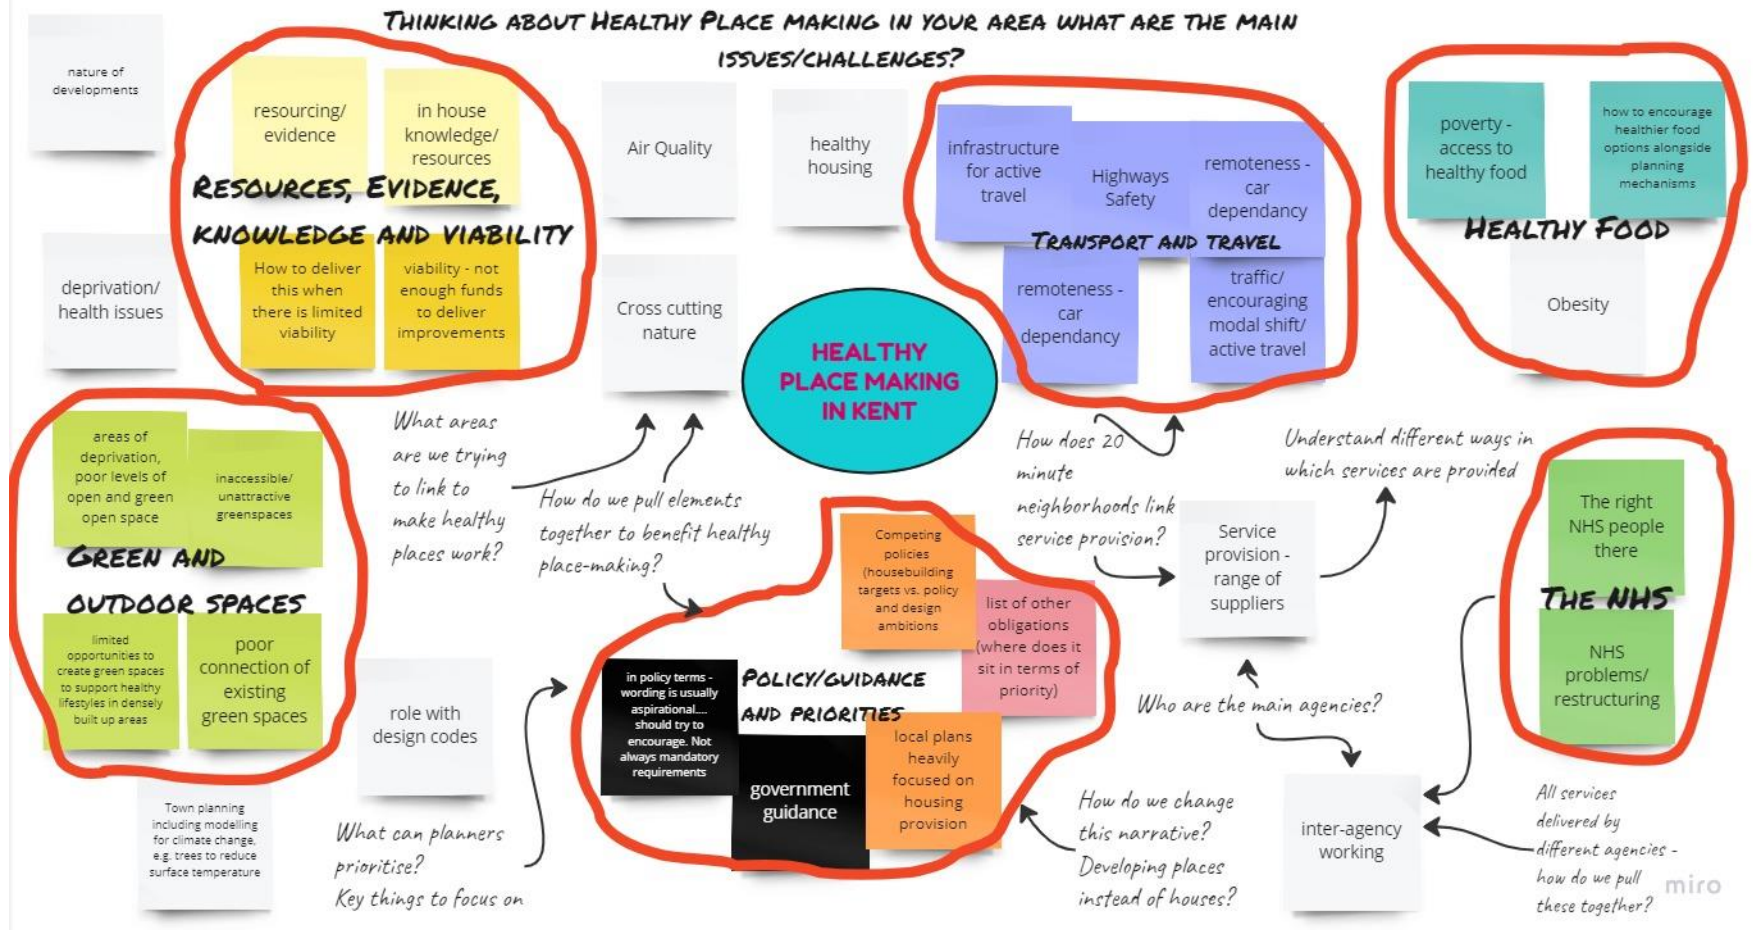 THINKING ABOUT HEALTHY PLACE MAKING IN YOUR AREA WHAT ARE THE MAIN
ISSUES/CHALLENGES?
nature of
developments
resourcing/
evidence
in house
knowledge/
resources
RESOURCES, EVIDENCE,
KNOWLEDGE AND VIABILITY
How to deliver
this when
there is limited
viability
viability - not
enough funds
to deliver
improvements
deprivation/
health issues
Air Quality
Cross cutting
nature
healthy
housing
infrastructure
for active
travel
Highways
Safety
remoteness -
car
dependancy
TRANSPORT AND TRAVEL
remoteness -
car
dependancy
traffic/
encouraging
modal shift/
active travel
poverty -
access to
healthy food
how to encourage
healthier food
options alongside
planning
mechanisms
HEALTHY FOOD
Obesity
HEALTHY
PLACE MAKING
IN KENT
areas of
deprivation,
poor levels of
open and green
open space
inaccessible/
unattractive
greenspaces
GREEN AND
OUTDOOR SPACES
limited
opportunities to
create green spaces
to support healthy
lifestyles in densely
built up areas
poor
connection of
existing
green spaces
What areas
are we trying
to link to
make healthy
places work?
How do we pull elements
together to benefit healthy
place-making?
How does 20
minute
neighborhoods link
service provision?
Understand different ways in
which services are provided
Service
provision -
range of
suppliers
The right
NHS people
there
THE NHS
NHS
problems/
restructuring
Competing
policies
(housebuilding
targets vs. policy
and design
ambitions
list of other
obligations
(where does it
sit in terms of
priority)
in policy terms -
wording is usually
aspirational....
should try to
encourage. Not
always mandatory
requirements
POLICY/GUIDANCE
AND PRIORITIES
government
guidance
local plans
heavily
focused on
housing
provision
role with
design codes
Town planning
including modelling
for climate change,
e.g. trees to reduce
surface temperature
What can planners
prioritise?
Key things to focus on
Who are the main agencies?
How do we change
this narrative?
Developing places
instead of houses?
inter-agency
working
All services
delivered by
different agencies -
how do we pull
these together?
miro